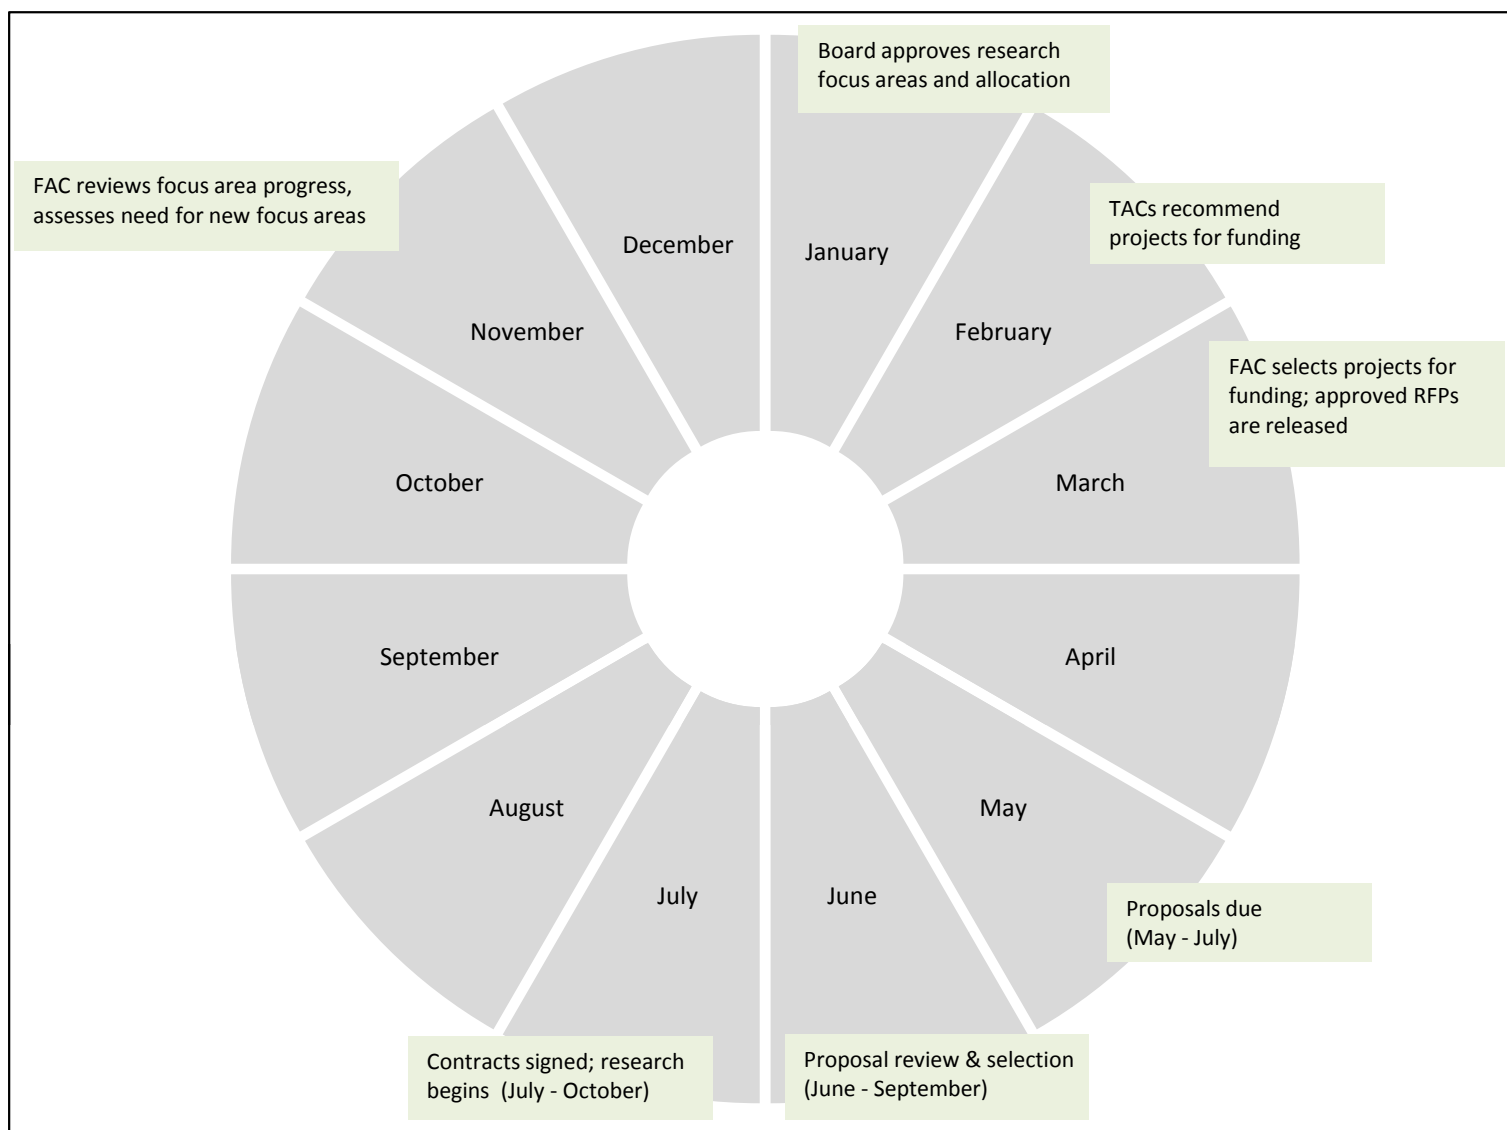 Board approves research
focus areas and allocation
FAC reviews focus area progress,
assesses need for new focus areas
TACs recommend
projects for funding
December
January
November
February
FAC selects projects for
funding; approved RFPs
are released
October
March
September
April
August
May
July
June
Proposals due
(May - July)
Contracts signed; research
begins  (July - October)
Proposal review & selection
(June - September)